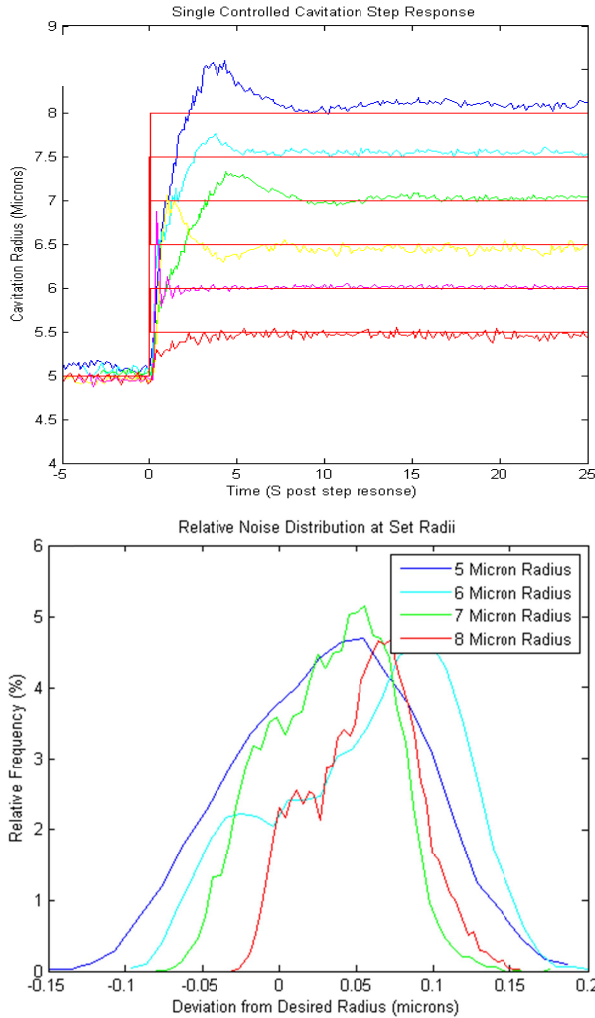 Single Controlled Cavitation Step Response
9
8
7.5
7
6.5
6
5.5
5
4.5
4
Cavitation Radius (Microns)
-5 0 5 10 15 20 25
Time (S post step resonse)
Relative Noise Distribution at Set Radii
6
5
4
3
2
1
0
Relative Frequency (%)
5 Micron Radius
6 Micron Radius
7 Micron Radius
8 Micron Radius
-0.15 -0.1 -0.05 0 0.05 0.1 0.15 0.2
Deviation from Desired Radius (microns)